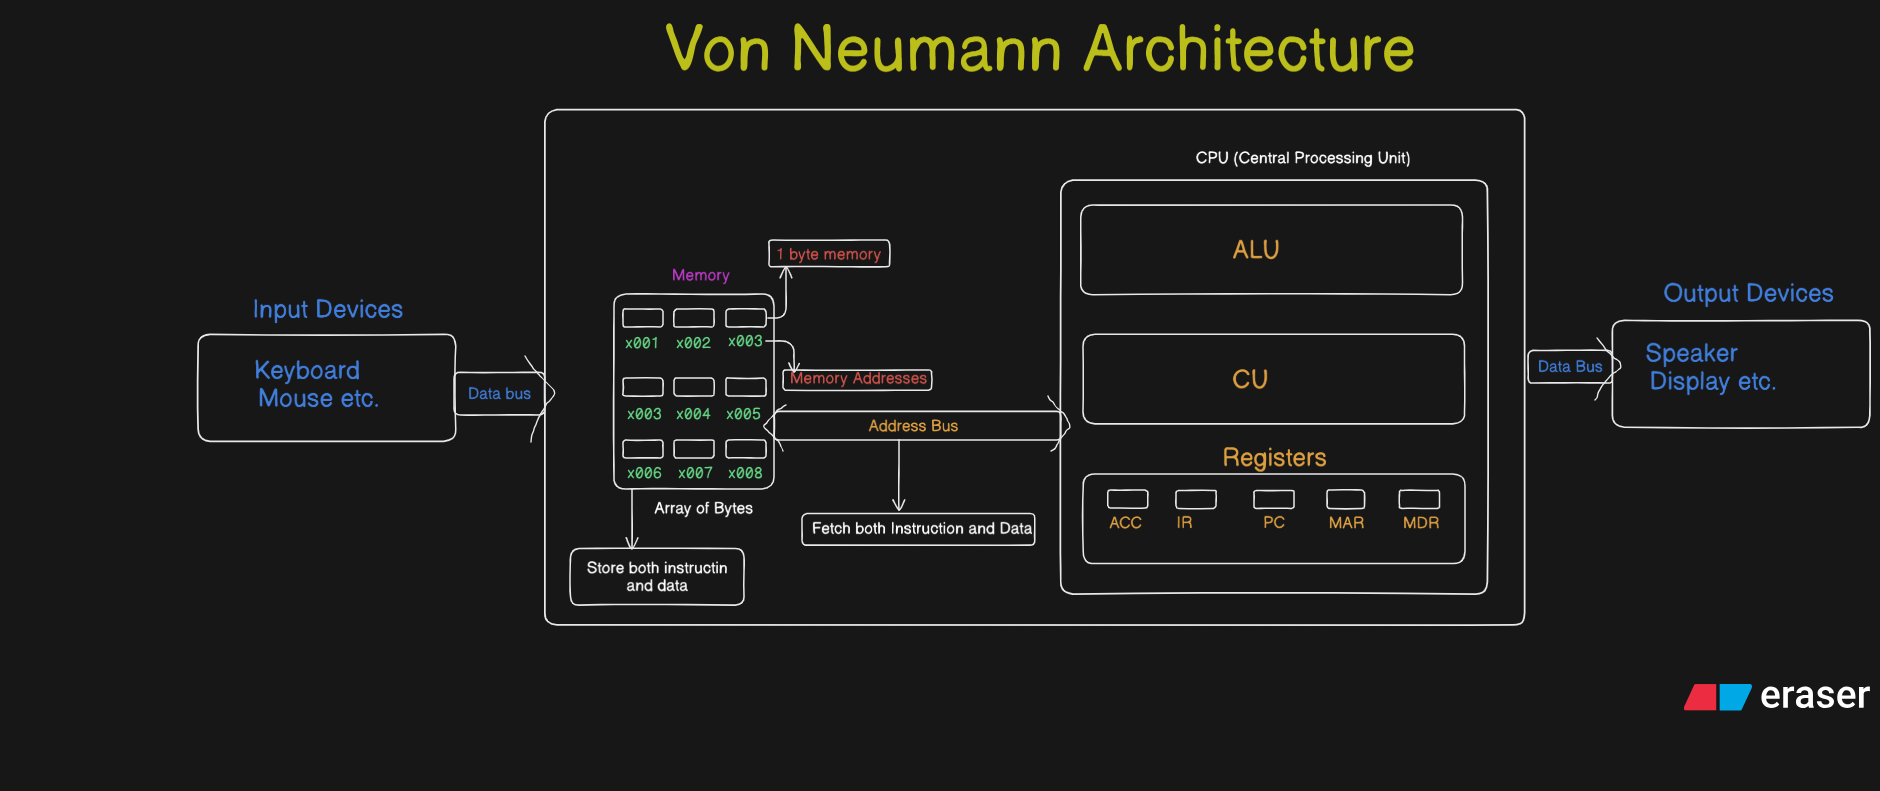 Von Neumann Architecture
CPU (Central Processing Unit)
ALU
1 byte memory
Memory
Input Devices
Output Devices
x001 x002 x003
Keyboard
Mouse etc.
Data bus
Memory Addresses
CU
Data Bus
Speaker
Display etc.
x003 x004 x005
Address Bus
Registers
x006 x007 x008
Array of Bytes
Fetch both Instruction and Data
ACC IR PC MAR MDR
Store both instructin
and data
eraser